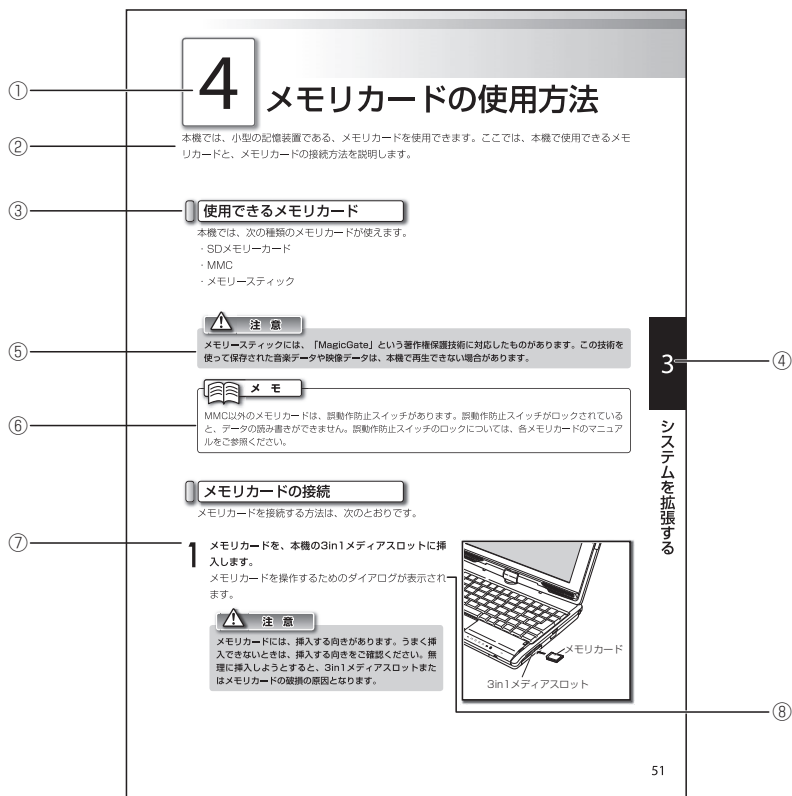 ① 4 メモリカードの使用方法
② 本機では、小型の記憶装置である、メモリカードを使用できます。ここでは、本機で使用できるメモ
リカードと、メモリカードの接続方法を説明します。
③ 使用できるメモリカード
本機では、次の種類のメモリカードが使えます。
・SDメモリーカード
・MMC
・メモリースティック
注 意
⑤ メモリースティックには、「MagicGate」という著作権保護技術に対応したものがあります。この技術を
使って保存された音楽データや映像データは、本機で再生できない場合があります。
メ モ
⑥ MMC以外のメモリカードは、誤動作防止スイッチがあります。誤動作防止スイッチがロックされている
と、データの読み書きができません。誤動作防止スイッチのロックについては、各メモリカードのマニュア
ルをご参照ください。
3 ④
システムを拡張する
メモリカードの接続
メモリカードを接続する方法は、次のとおりです。
⑦ 1 メモリカードを、本機の3in1メディアスロットに挿
入します。
メモリカードを操作するためのダイアログが表示され
ます。
注 意
メモリカードには、挿入する向きがあります。うまく挿
入できないときは、挿入する向きをご確認ください。無
理に挿入しようとすると、3in1メディアスロットまた
はメモリカードの破損の原因となります。
メモリカード
3in1メディアスロット
⑧
51